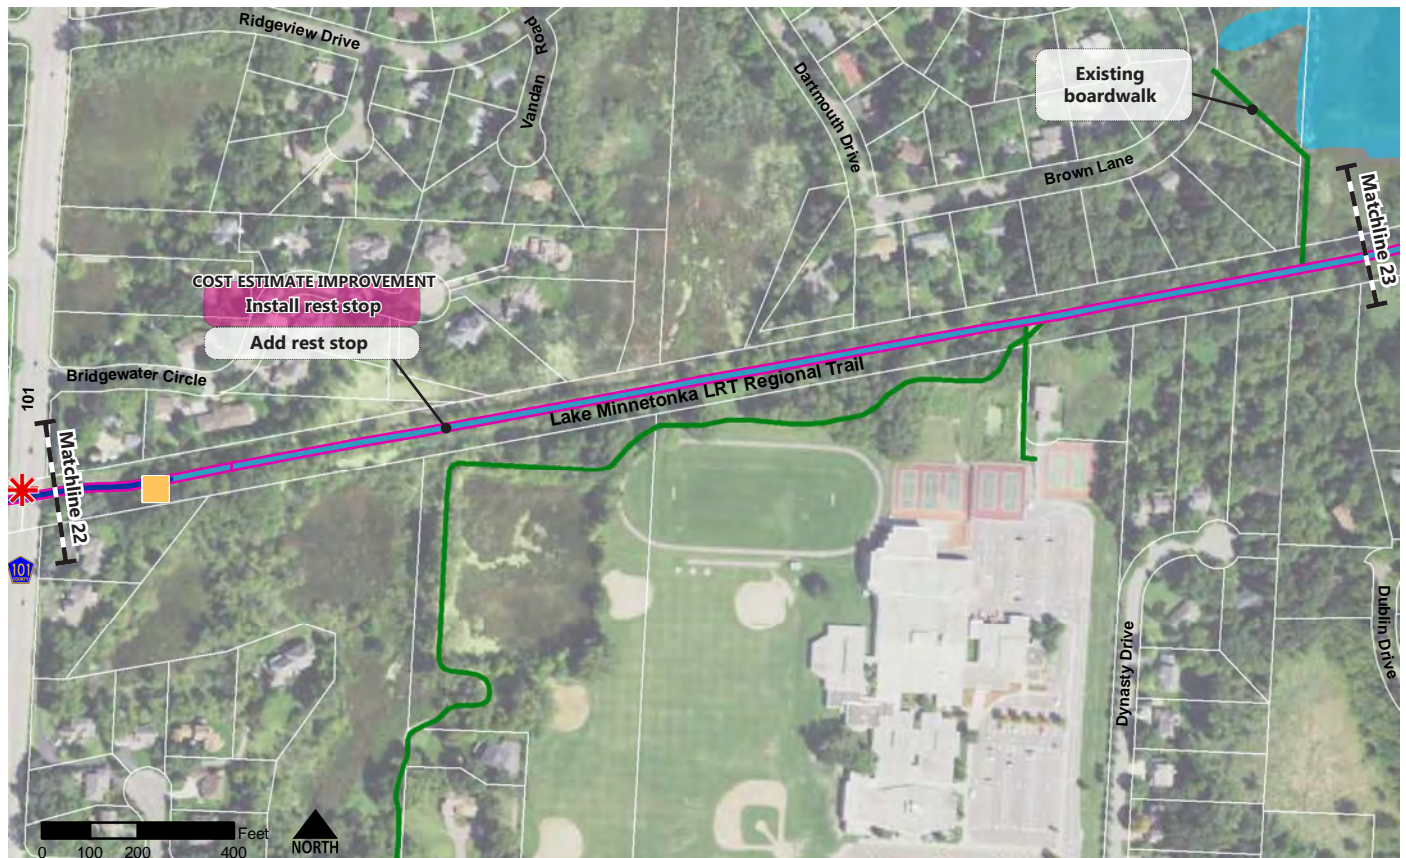 Ridgeview Drive
Vandan Road
Dartmouth Drive
Existing
boardwalk
Brown Lane
Matchline 23
COST ESTIMATE IMPROVEMENT
Install rest stop
Add rest stop
Bridgewater Circle
101
Lake Minnetonka LRT Regional Trail
Matchline 22
101
COUNTY
Dynasty Drive
Dublin Drive
Feet
0 100 200 400
NORTH